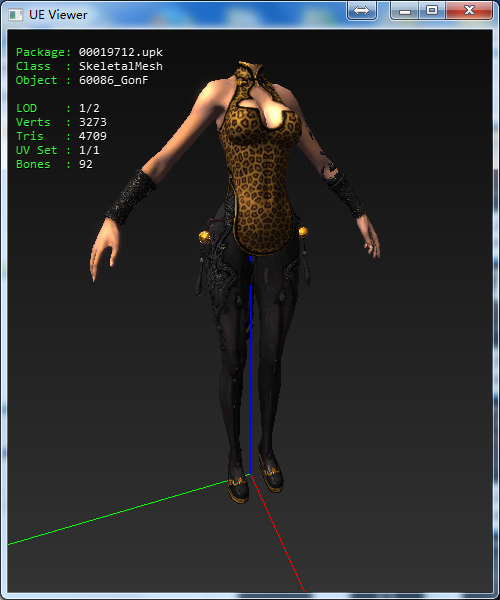 UE Viewer
Package: 00019712.upk
Class : SkeletalMesh
Object : 60086_GonF
LOD : 1/2
Verts : 3273
Tris : 4709
UV Set : 1/1
Bones : 92